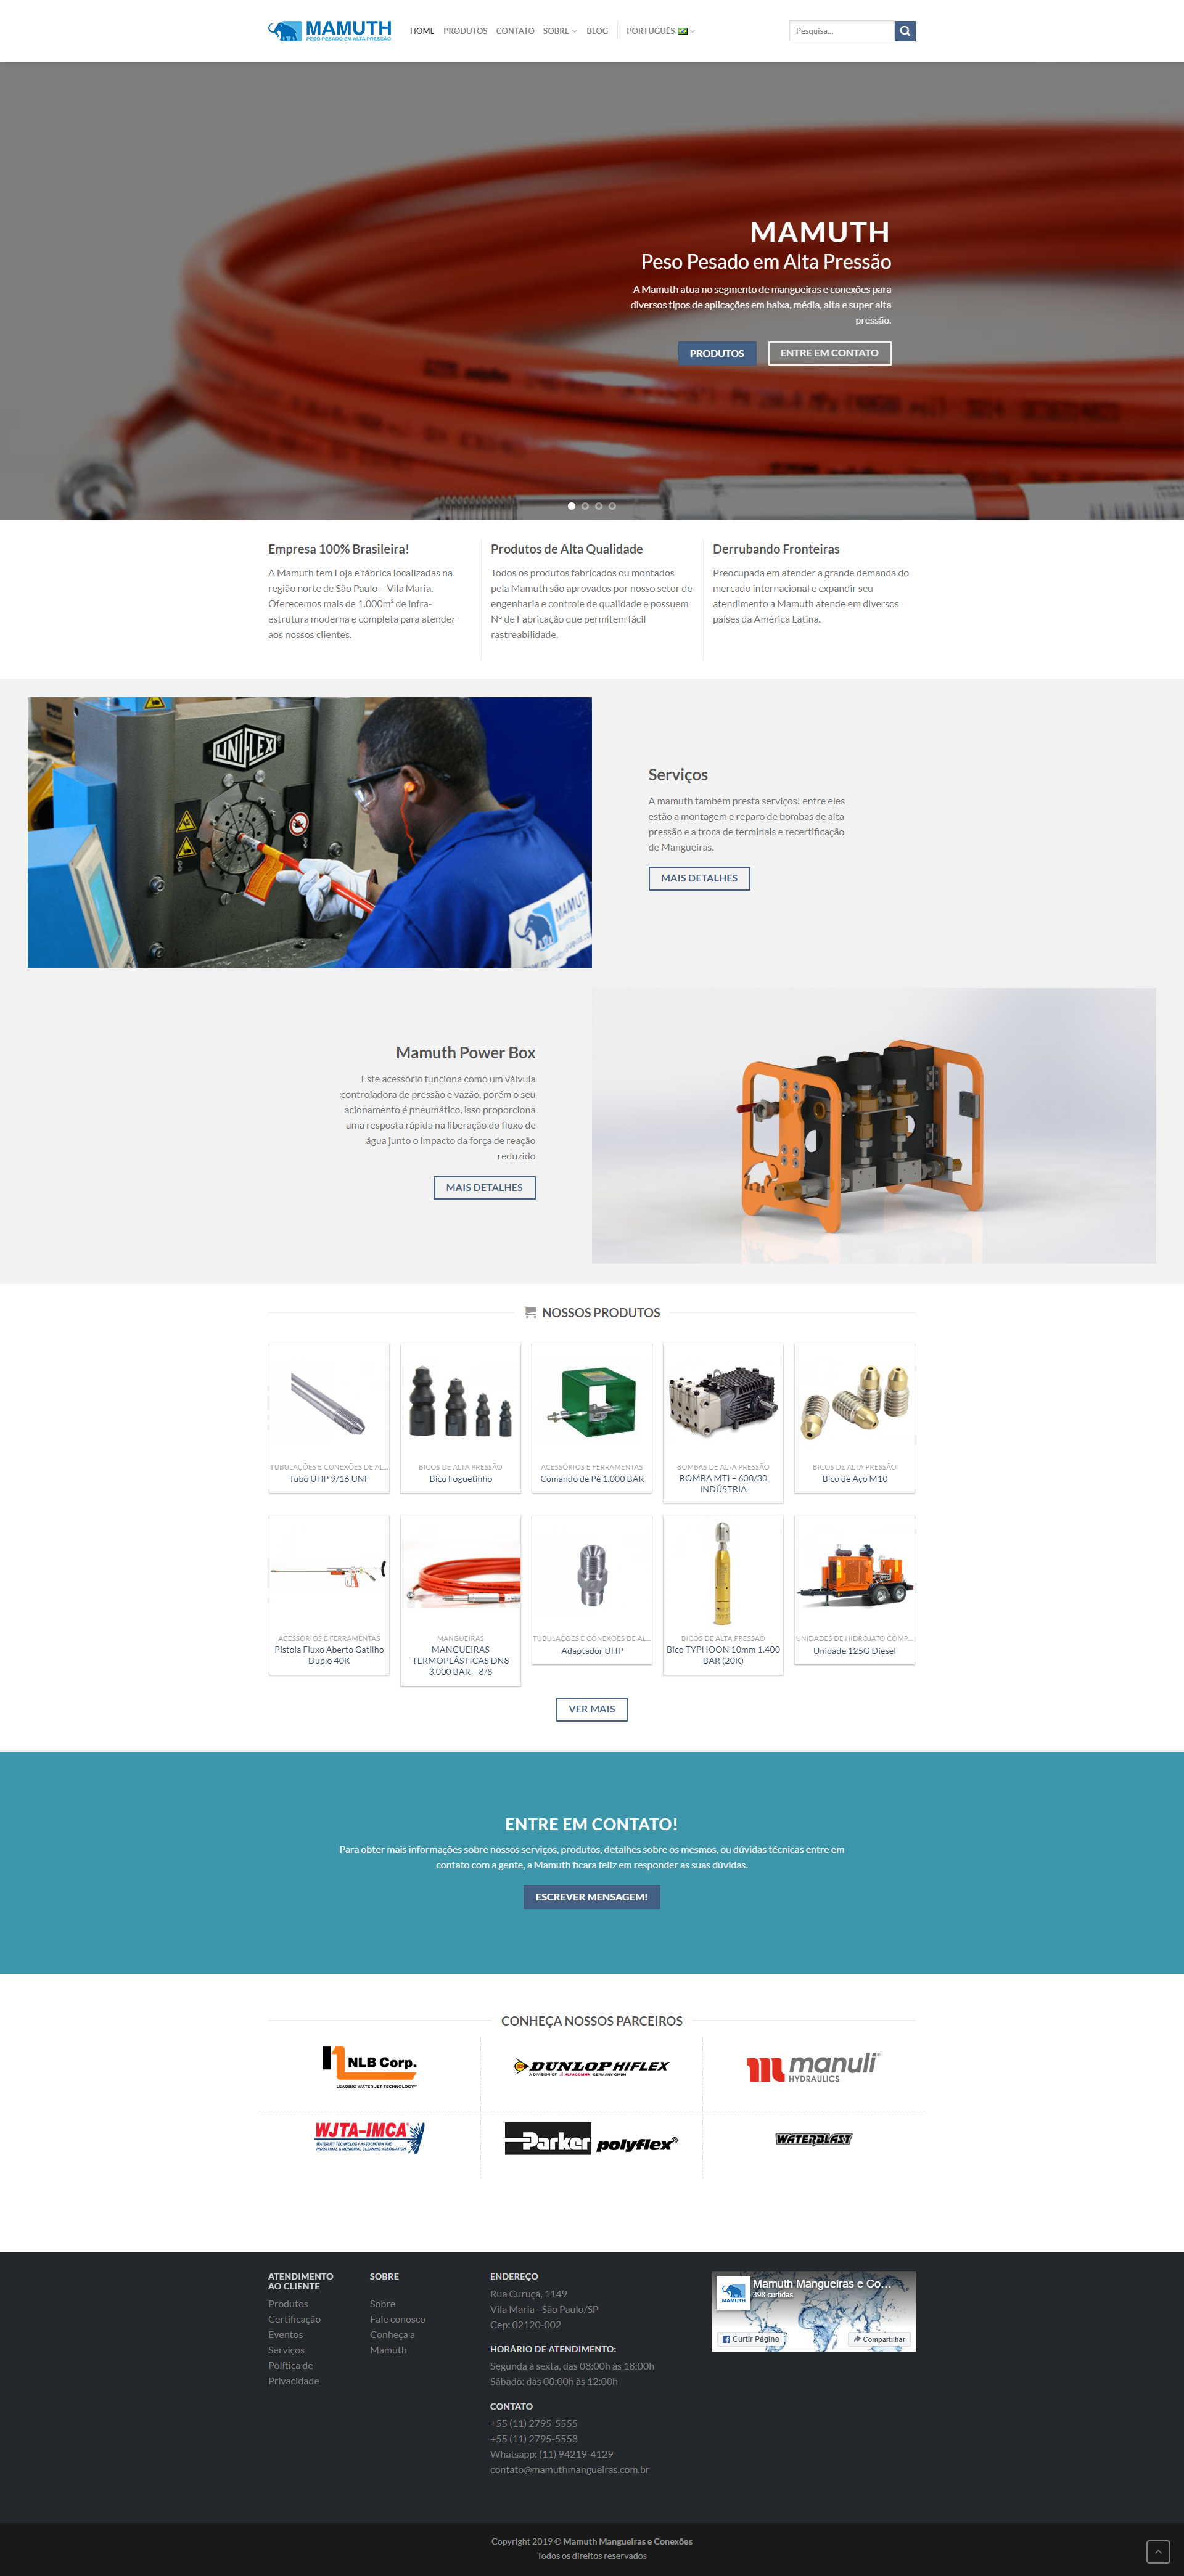 MAMUTH
PESO PESADO EM ALTA PRESSÃO
HOME
PRODUTOS
CONTATO
SOBRE
BLOG
PORTUGUÊS
Pesquisa...
MAMUTH
Peso Pesado em Alta Pressão
A Mamuth atua no segmento de mangueiras e conexões para
diversos tipos de aplicações em baixa, média, alta e super alta
pressão.
PRODUTOS
ENTRE EM CONTATO
Empresa 100% Brasileira!
A Mamuth tem Loja e fábrica localizadas na
região norte de São Paulo – Vila Maria.
Oferecemos mais de 1.000m² de infra-
estrutura moderna e completa para atender
aos nossos clientes.
Produtos de Alta Qualidade
Todos os produtos fabricados ou montados
pela Mamuth são aprovados por nosso setor de
engenharia e controle de qualidade e possuem
Nº de Fabricação que permitem fácil
rastreabilidade.
Derrubando Fronteiras
Preocupada em atender a grande demanda do
mercado internacional e expandir seu
atendimento a Mamuth atende em diversos
países da América Latina.
UNIFLEX
MAMUTH
Serviços
A mamuth também presta serviços! entre eles
estão a montagem e reparo de bombas de alta
pressão e a troca de terminais e recertificação
de Mangueiras.
MAIS DETALHES
Mamuth Power Box
Este acessório funciona como um válvula
controladora de pressão e vazão, porém o seu
acionamento é pneumático, isso proporciona
uma resposta rápida na liberação do fluxo de
água junto o impacto da força de reação
reduzido
MAIS DETALHES
NOSSOS PRODUTOS
TUBULAÇÕES E CONEXÕES DE AL...
Tubo UHP 9/16 UNF
BICOS DE ALTA PRESSÃO
Bico Foguetinho
ACESSÓRIOS E FERRAMENTAS
Comando de Pé 1.000 BAR
BOMBAS DE ALTA PRESSÃO
BOMBA MTI – 600/30
INDÚSTRIA
BICOS DE ALTA PRESSÃO
Bico de Aço M10
ACESSÓRIOS E FERRAMENTAS
Pistola Fluxo Aberto Gatilho
Duplo 40K
MANGUEIRAS
MANGUEIRAS
TERMOPLÁSTICAS DN8
3.000 BAR – 8/8
TUBULAÇÕES E CONEXÕES DE AL...
Adaptador UHP
BICOS DE ALTA PRESSÃO
Bico TYPHOON 10mm 1.400
BAR (20K)
UNIDADES DE HIDROJATO COMP...
Unidade 125G Diesel
VER MAIS
ENTRE EM CONTATO!
Para obter mais informações sobre nossos serviços, produtos, detalhes sobre os mesmos, ou dúvidas técnicas entre em
contato com a gente, a Mamuth ficara feliz em responder as suas dúvidas.
ESCREVER MENSAGEM!
CONHEÇA NOSSOS PARCEIROS
NLB Corp.
LEADING WATER JET TECHNOLOGY
DUNLOP HIFLEX
A DIVISION OF ALFAGOMMA GERMANY GMBH
manuli
HYDRAULICS
WJTA-IMCA
WATERJET TECHNOLOGY ASSOCIATION AND
INDUSTRIAL & MUNICIPAL CLEANING ASSOCIATION
Parker polyflex
WATERBLAST
ATENDIMENTO
AO CLIENTE
Produtos
Certificação
Eventos
Serviços
Política de
Privacidade
SOBRE
Sobre
Fale conosco
Conheça a
Mamuth
ENDEREÇO
Rua Curuçá, 1149
Vila Maria - São Paulo/SP
Cep: 02120-002
HORÁRIO DE ATENDIMENTO:
Segunda à sexta, das 08:00h às 18:00h
Sábado: das 08:00h às 12:00h
CONTATO
+55 (11) 2795-5555
+55 (11) 2795-5558
Whatsapp: (11) 94219-4129
contato@mamuthmangueiras.com.br
Mamuth Mangueiras e Co...
398 curtidas
MAMUTH
Curtir Página
Compartilhar
Copyright 2019 © Mamuth Mangueiras e Conexões
Todos os direitos reservados